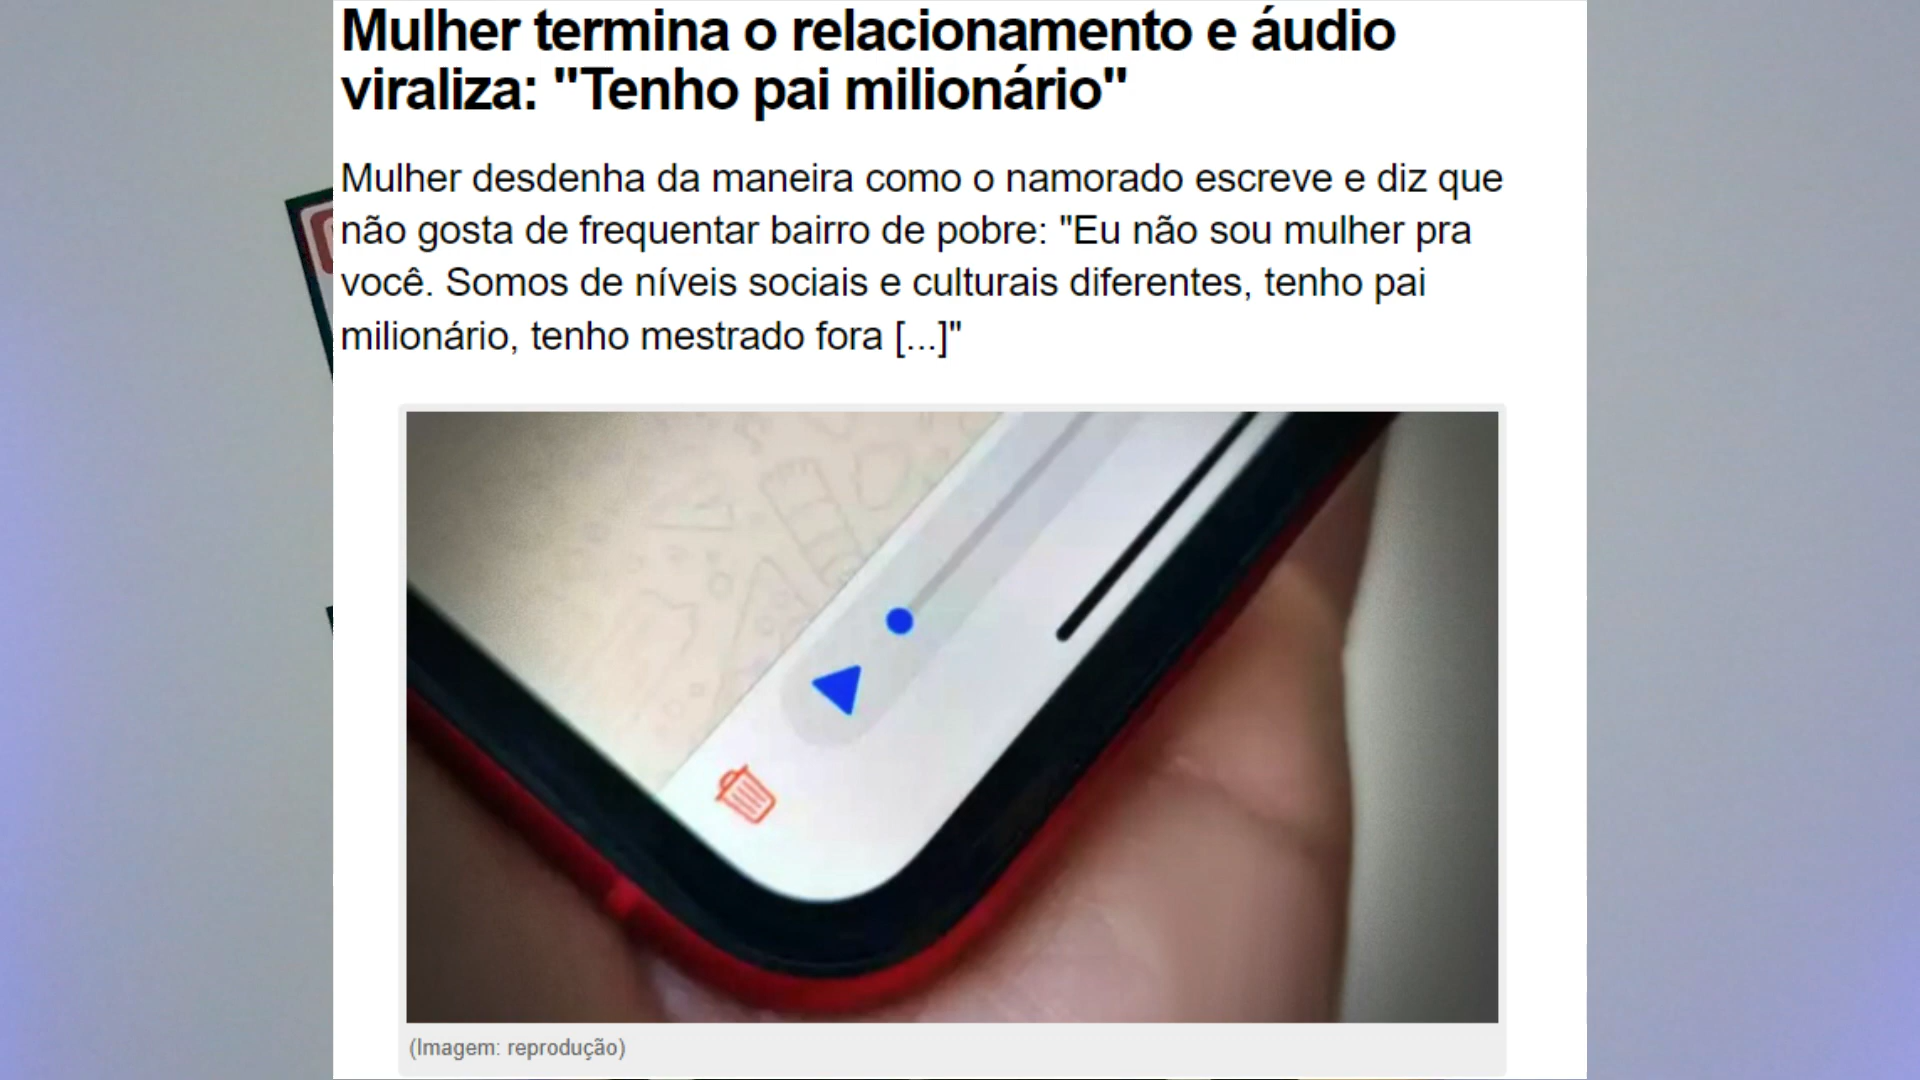 Mulher termina o relacionamento e áudio
viraliza: "Tenho pai milionário"
Mulher desdenha da maneira como o namorado escreve e diz que
não gosta de frequentar bairro de pobre: "Eu não sou mulher pra
você. Somos de níveis sociais e culturais diferentes, tenho pai
milionário, tenho mestrado fora [...]"
(Imagem: reprodução)